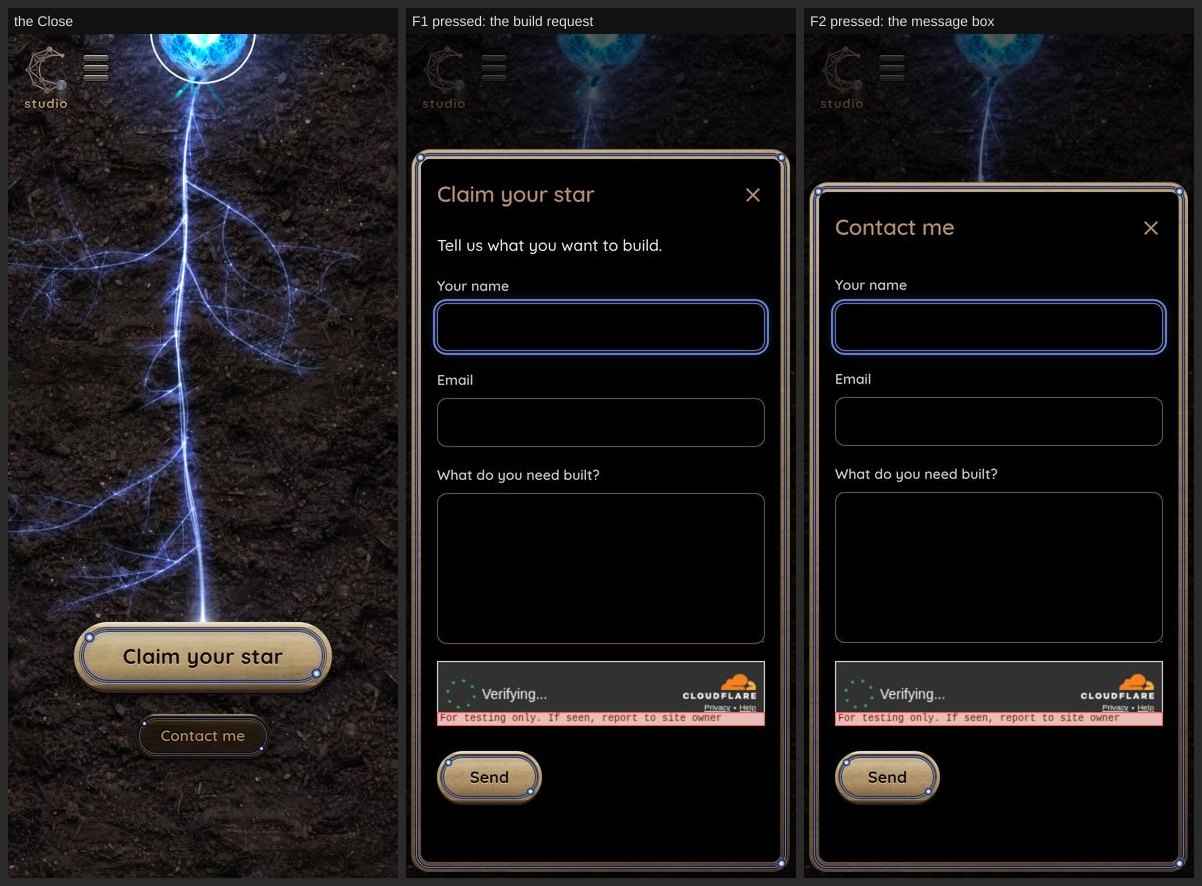 the Close
studio
Claim your star
Contact me
F1 pressed: the build request
studio
Claim your star
Tell us what you want to build.
Your name
Email
What do you need built?
Verifying...
CLOUDFLARE
Privacy • Help
For testing only. If seen, report to site owner
Send
F2 pressed: the message box
studio
Contact me
Your name
Email
What do you need built?
Verifying...
CLOUDFLARE
Privacy • Help
For testing only. If seen, report to site owner
Send